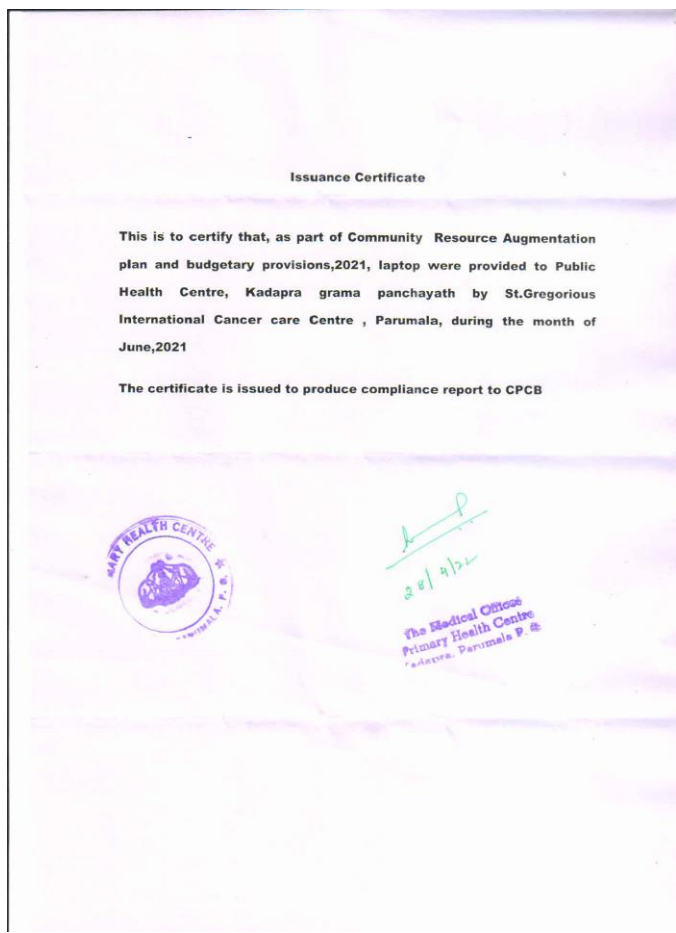 Issuance Certificate
This is to certify that, as part of Community Resource Augmentation
plan and budgetary provisions,2021, laptop were provided to Public
Health Centre, Kadapra grama panchayath by St.Gregorious
International Cancer care Centre , Parumala, during the month of
June,2021
The certificate is issued to produce compliance report to CPCB
MARY HEALTH CENTRE
RUMALA. P. O.
28/4/22
The Medical Officer
Primary Health Centre
Kadapra, Parumala P. O.